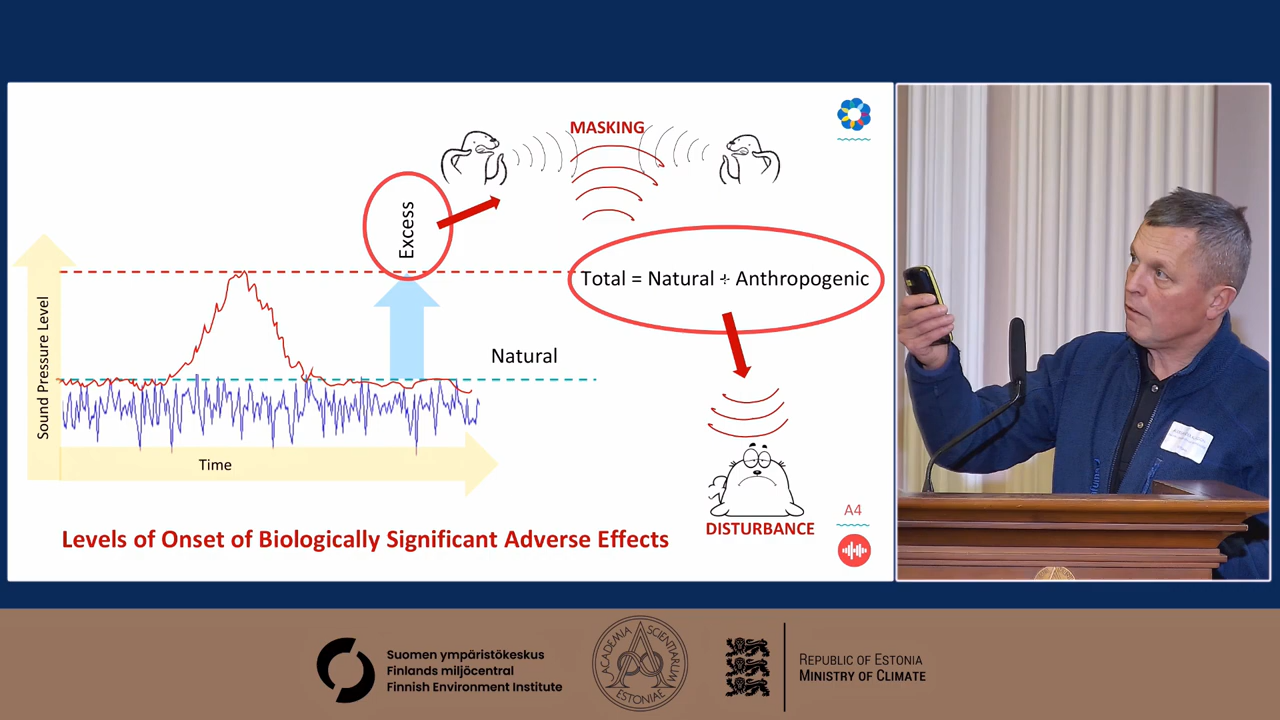 MASKING
Excess
Total = Natural ÷ Anthropogenic
Natural
Sound Pressure Level
Time
DISTURBANCE
A4
Levels of Onset of Biologically Significant Adverse Effects
Suomen ympäristökeskus
Finlands miljöcentral
Finnish Environment Institute
ACADEMIA SCIENTIARUM ESTONIAE
REPUBLIC OF ESTONIA
MINISTRY OF CLIMATE